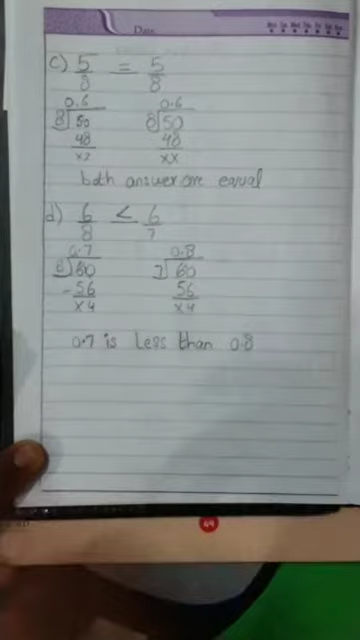 Date
c) 5/8 = 5/8
0.6 0.6
8)50 8)50
48 48
x2 xx
both answer are equal
d) 6/8 < 6/7
0.7 0.8
8)60 7)60
-56 56
x4 x4
0.7 is less than 0.8